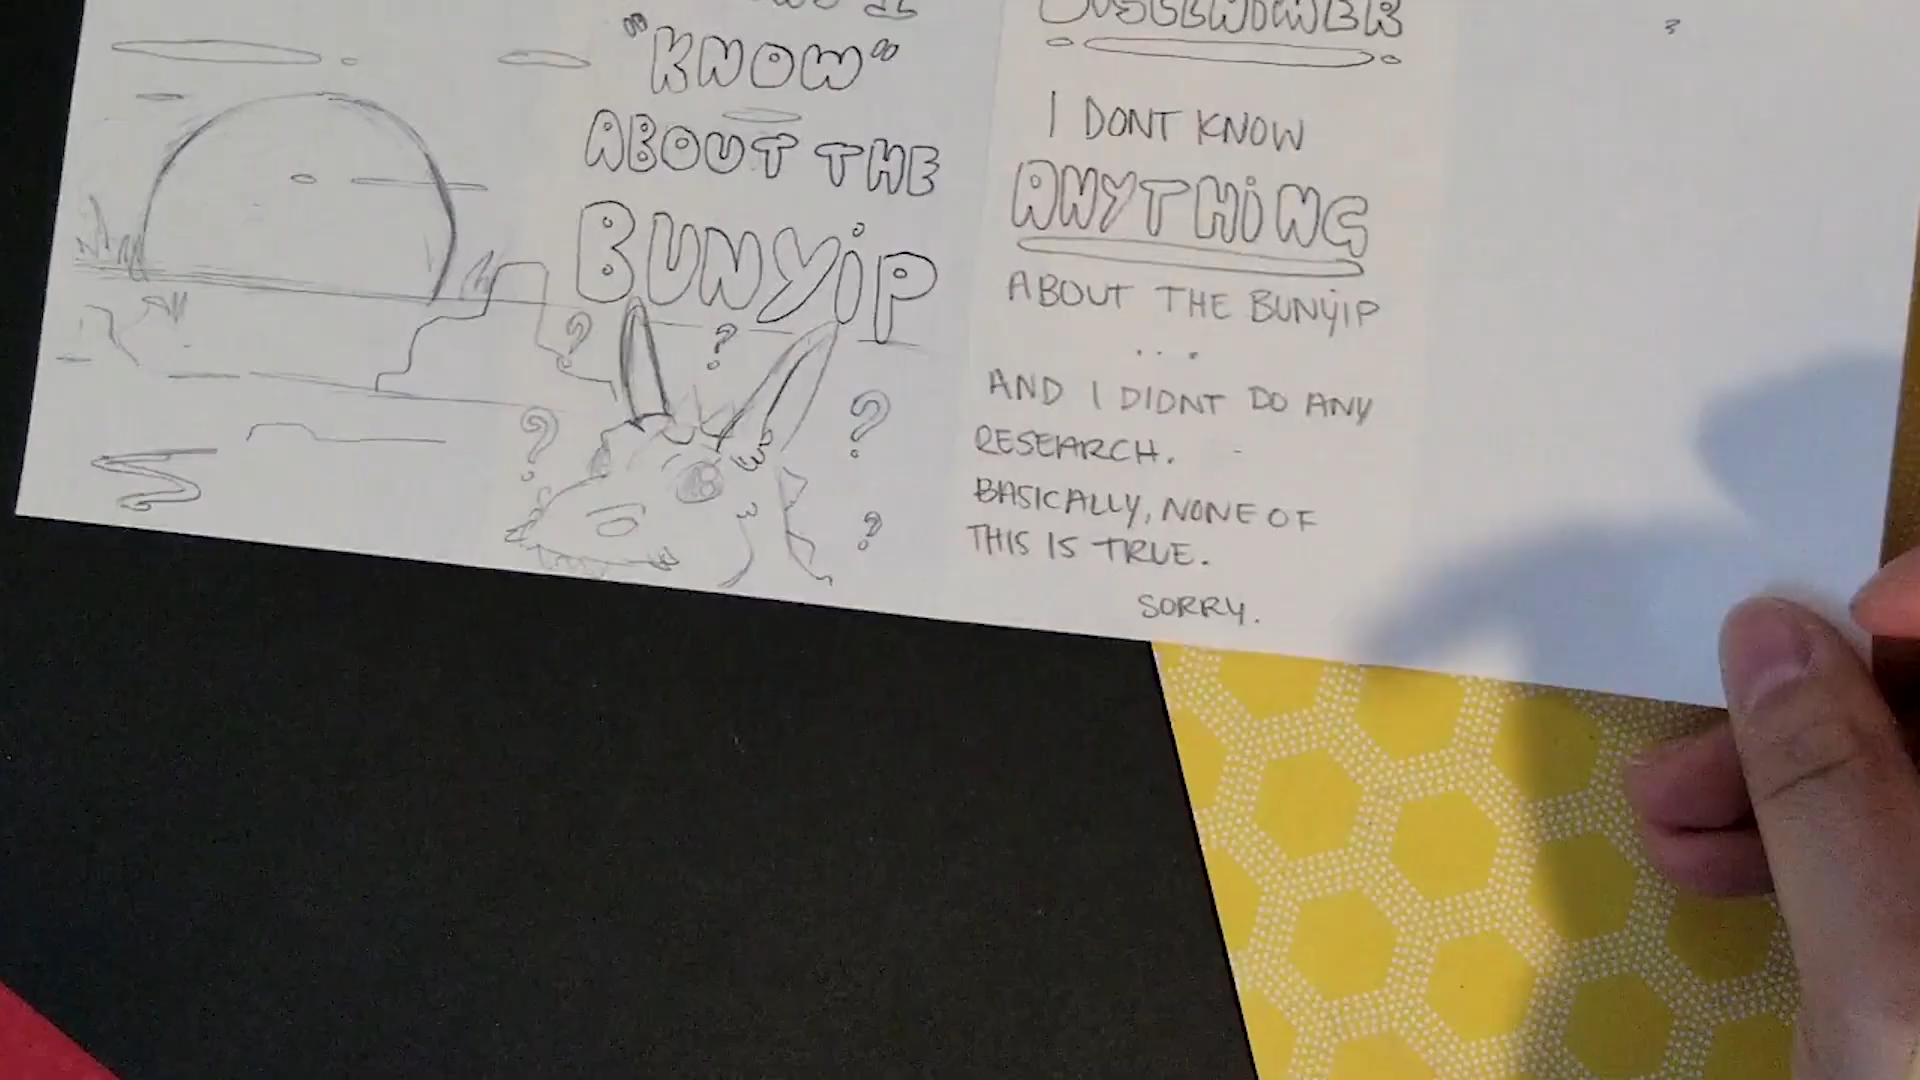 "KNOW"
ABOUT THE
BUNYIP
? ? ? ? ?
DISCLAIMER
I DONT KNOW
ANYTHING
ABOUT THE BUNYIP
...
AND I DIDNT DO ANY
RESEARCH.
BASICALLY, NONE OF
THIS IS TRUE.
SORRY.